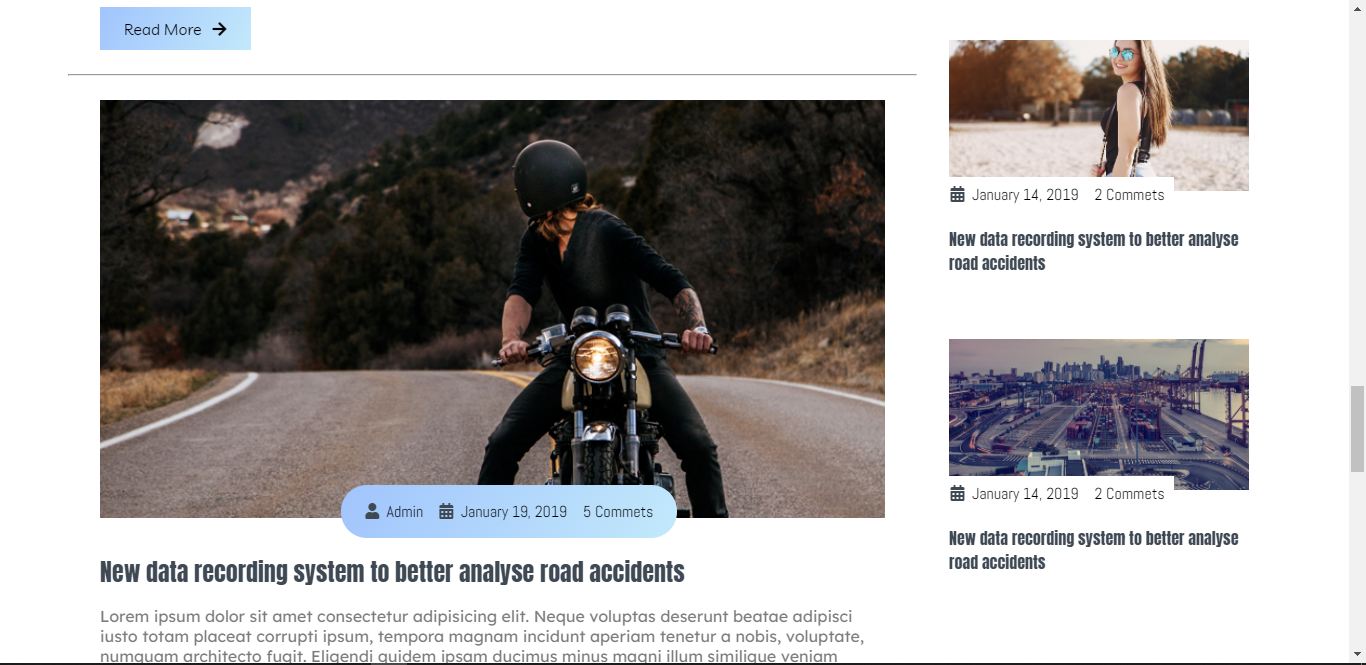 Read More
Admin January 19, 2019 5 Commets
New data recording system to better analyse road accidents
Lorem ipsum dolor sit amet consectetur adipisicing elit. Neque voluptas deserunt beatae adipisci
iusto totam placeat corrupti ipsum, tempora magnam incidunt aperiam tenetur a nobis, voluptate,
numquam architecto fugit. Eligendi quidem ipsam ducimus minus magni illum similique veniam
January 14, 2019 2 Commets
New data recording system to better analyse
road accidents
January 14, 2019 2 Commets
New data recording system to better analyse
road accidents